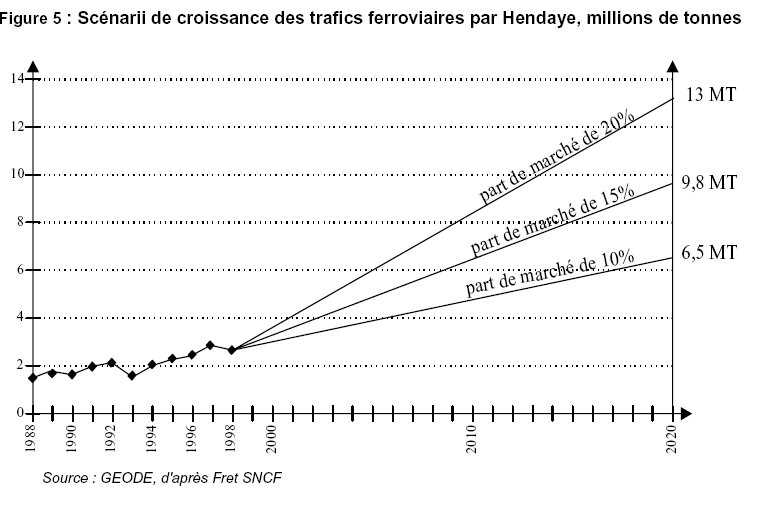 Figure 5 : Scénarii de croissance des trafics ferroviaires par Hendaye, millions de tonnes
14
13 MT
12
part de marché de 20%
10
9,8 MT
part de marché de 15%
8
6,5 MT
part de marché de 10%
6
4
2
0
1988
1990
1992
1994
1996
1998
2000
2010
2020
Source : GEODE, d'après Fret SNCF